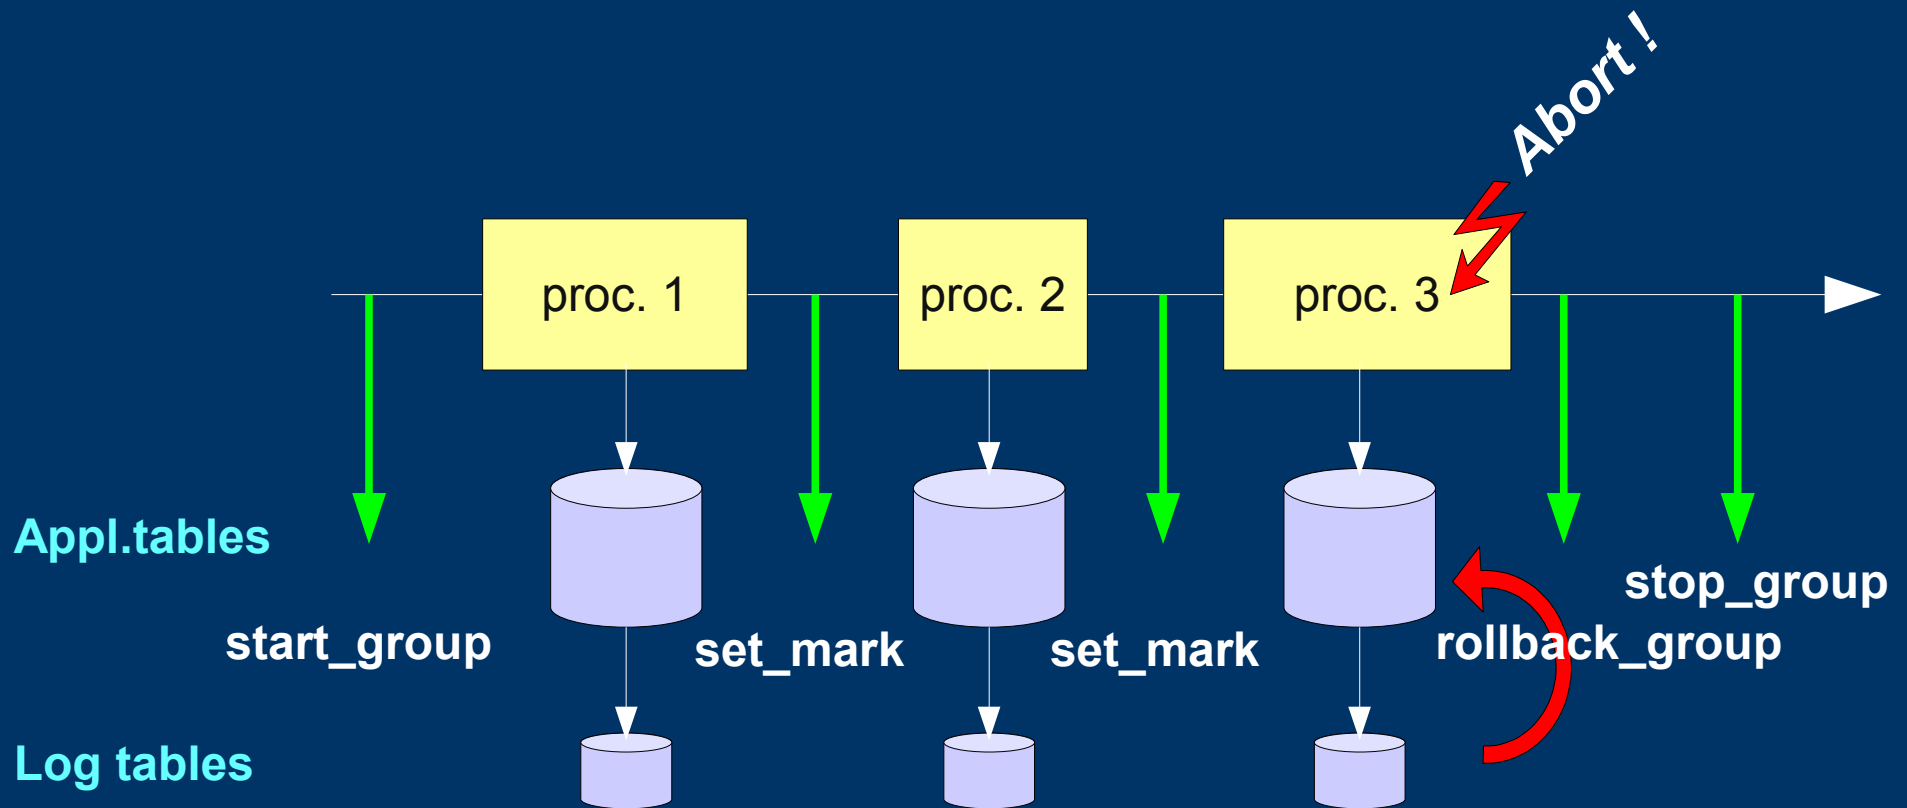 Abort !
proc. 1
proc. 2
proc. 3
Appl.tables
stop_group
start_group
set_mark
set_mark
rollback_group
Log tables